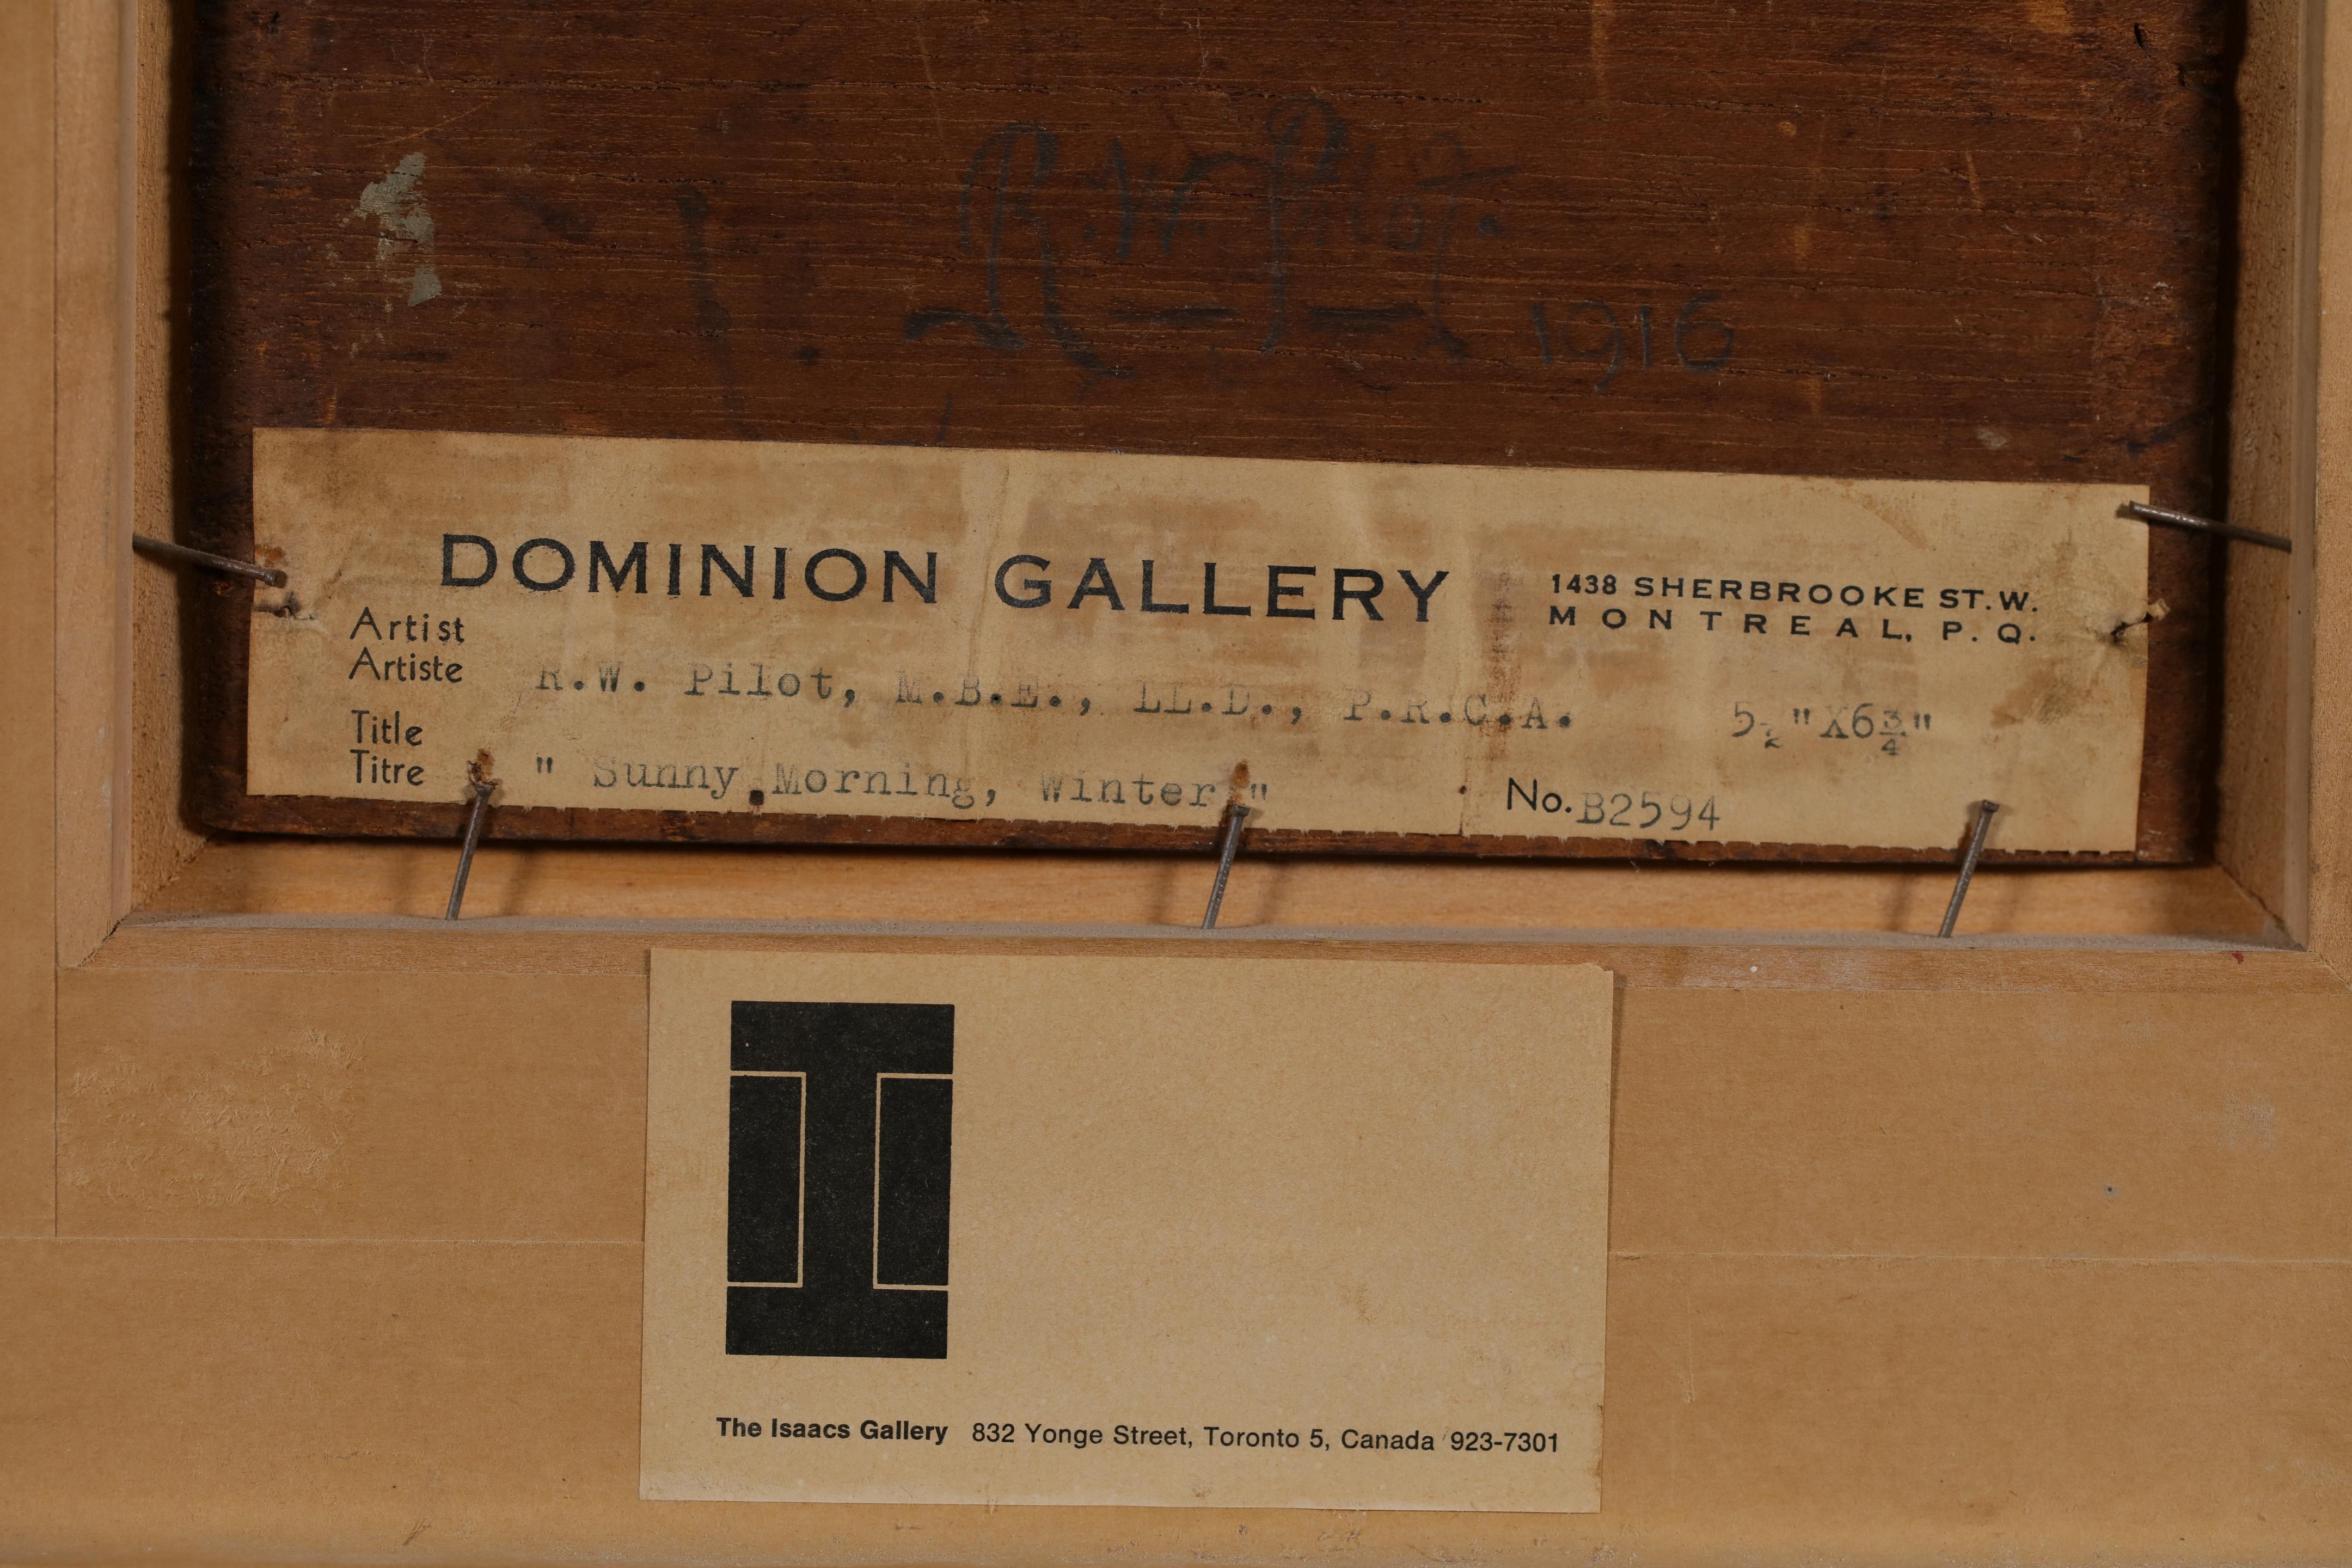 R.W. Pilot.
1916
DOMINION GALLERY
1438 SHERBROOKE ST. W.
MONTREAL, P. Q.
Artist
Artiste R.W. Pilot, M.B.E., LL.D., P.R.C.A. 5½"X6¾"
Title
Titre " Sunny Morning, Winter "
No. B2594
The Isaacs Gallery 832 Yonge Street, Toronto 5, Canada 923-7301